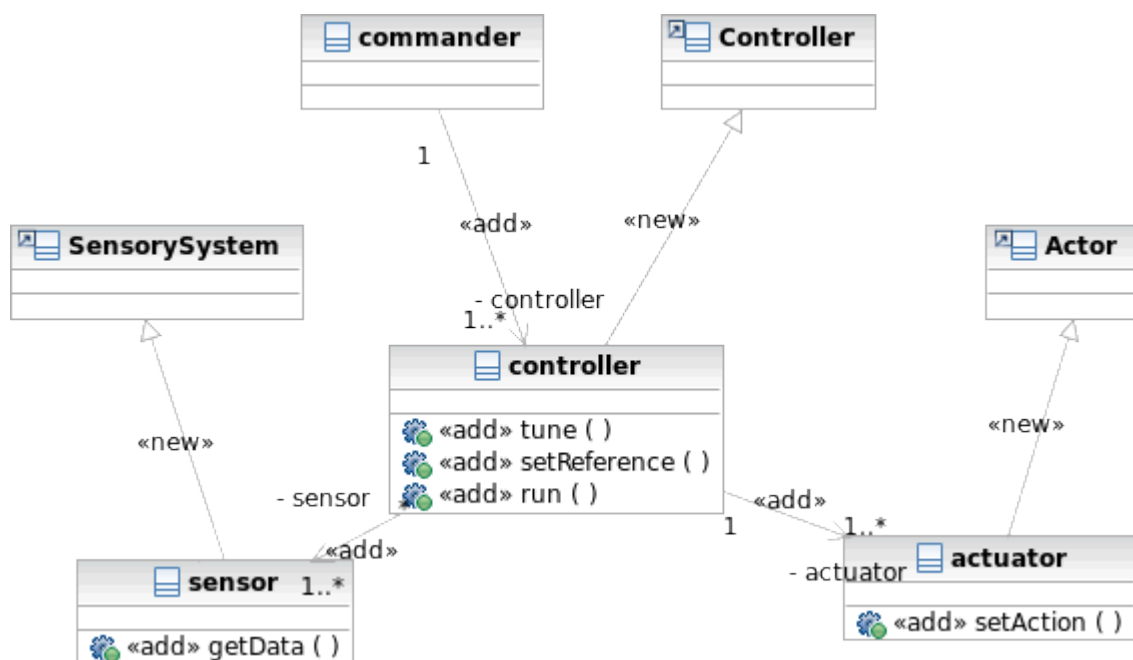 commander
Controller
1
«add»
«new»
SensorySystem
Actor
- controller
1..*
controller
«new»
«new»
«add» tune ( )
«add» setReference ( )
«add» run ( )
- sensor
*
«add»
«add»
1
1..*
sensor
1..*
- actuator
actuator
«add» getData ( )
«add» setAction ( )